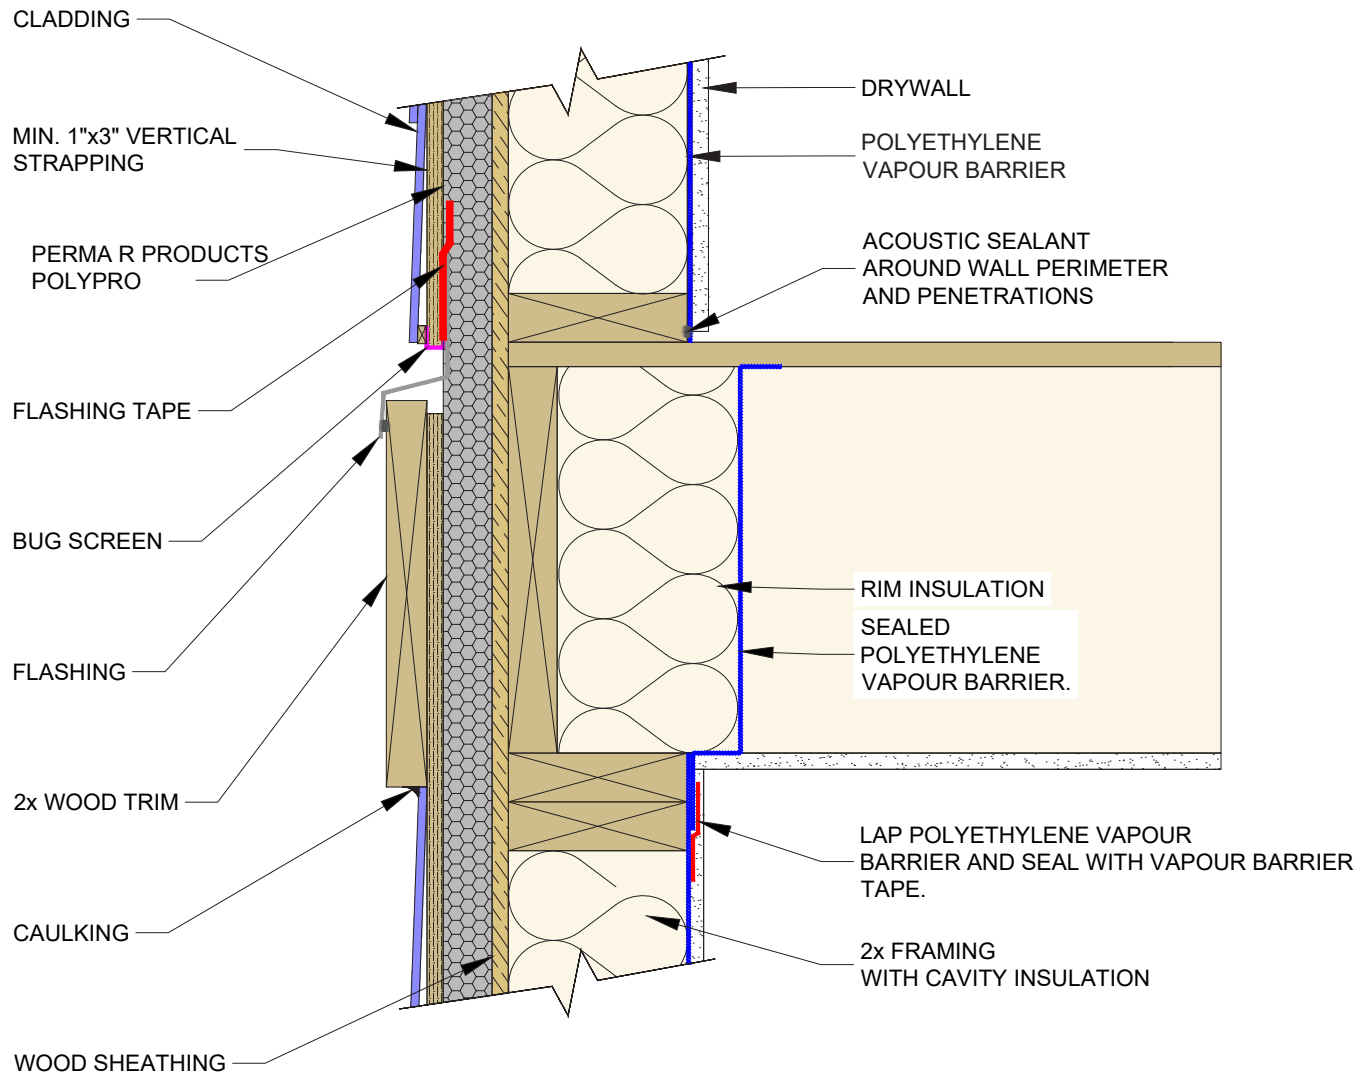 CLADDING
MIN. 1"x3" VERTICAL
STRAPPING
PERMA R PRODUCTS
POLYPRO
FLASHING TAPE
BUG SCREEN
FLASHING
2x WOOD TRIM
CAULKING
WOOD SHEATHING
DRYWALL
POLYETHYLENE
VAPOUR BARRIER
ACOUSTIC SEALANT
AROUND WALL PERIMETER
AND PENETRATIONS
RIM INSULATION
SEALED
POLYETHYLENE
VAPOUR BARRIER.
LAP POLYETHYLENE VAPOUR
BARRIER AND SEAL WITH VAPOUR BARRIER
TAPE.
2x FRAMING
WITH CAVITY INSULATION